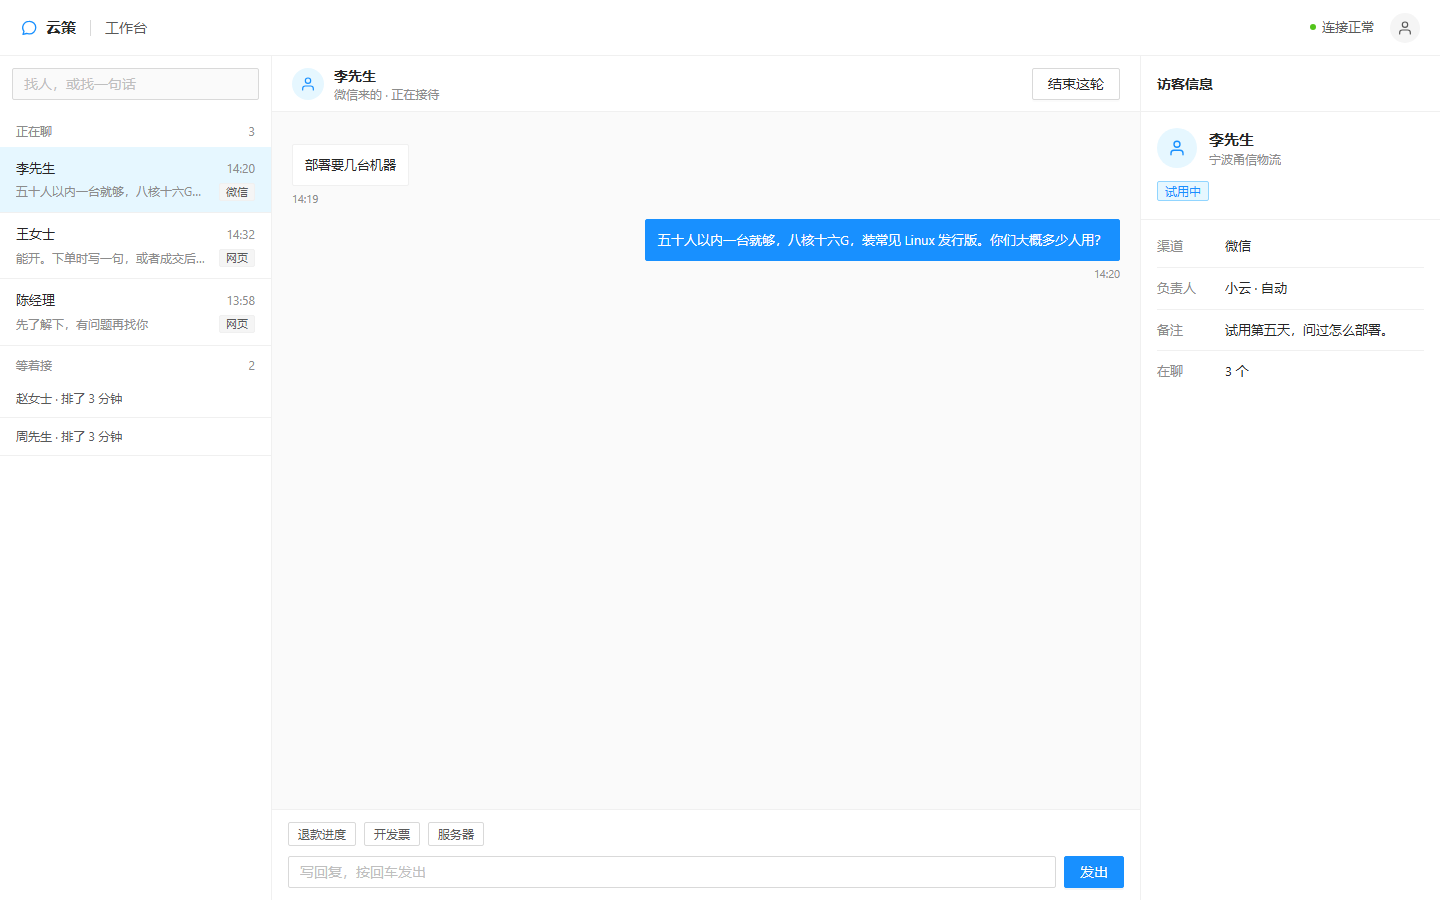 云策
工作台
连接正常
找人，或找一句话
正在聊 3
李先生 14:20
五十人以内一台就够，八核十六G... 微信
王女士 14:32
能开。下单时写一句，或者成交后... 网页
陈经理 13:58
先了解下，有问题再找你 网页
等着接 2
赵女士 · 排了 3 分钟
周先生 · 排了 3 分钟
李先生
微信来的 · 正在接待
结束这轮
部署要几台机器
14:19
五十人以内一台就够，八核十六G，装常见 Linux 发行版。你们大概多少人用？
14:20
退款进度 开发票 服务器
写回复，按回车发出
发出
访客信息
李先生
宁波甬信物流
试用中
渠道 微信
负责人 小云 · 自动
备注 试用第五天，问过怎么部署。
在聊 3 个